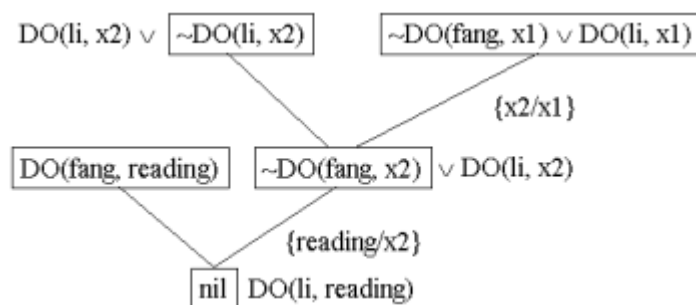 DO(li, x2) ∨ ~DO(li, x2) ~DO(fang, x1) ∨ DO(li, x1)
{x2/x1}
DO(fang, reading) ~DO(fang, x2) ∨ DO(li, x2)
{reading/x2}
nil DO(li, reading)